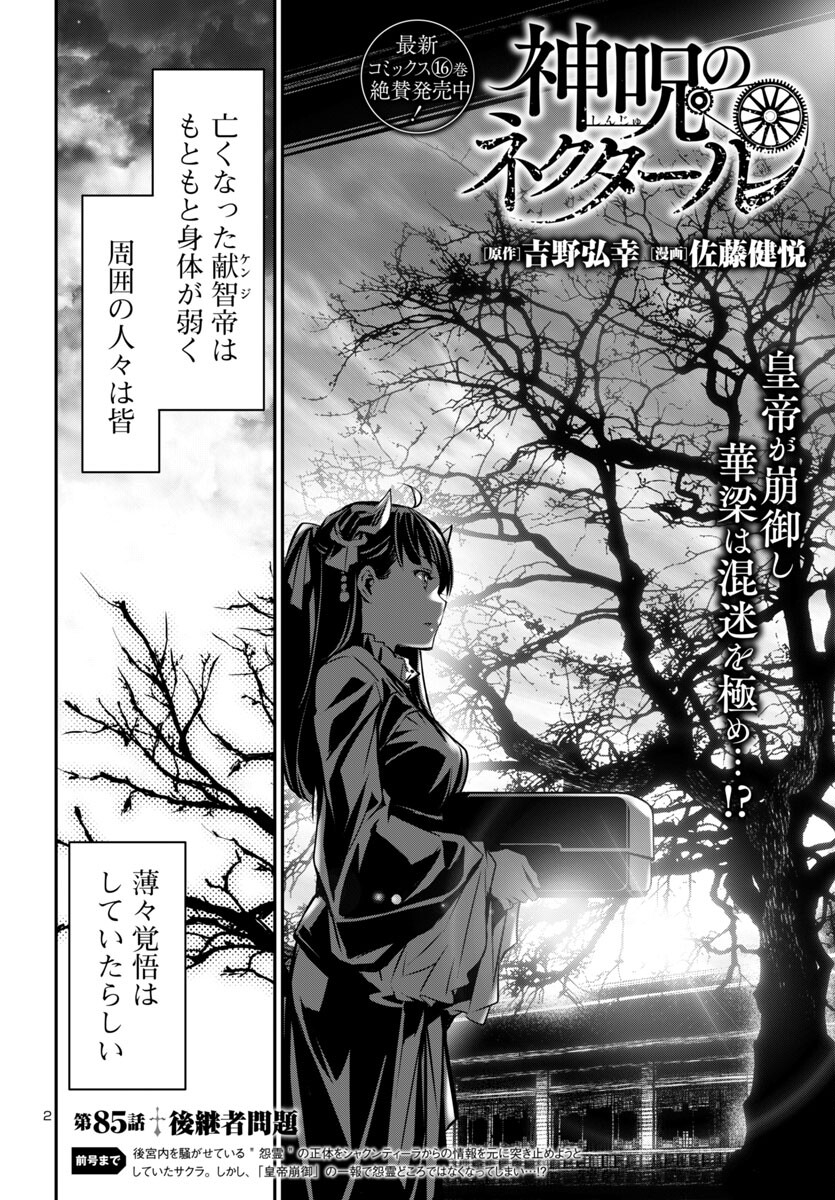 最新
コミックス⑯巻
絶賛発売中
!
神呪の
しんじゅ
ネクタール
[原作]吉野弘幸 [漫画]佐藤健悦
皇帝が崩御し
華梁は混迷を極め…!?
亡くなった献智帝は
ケンジ
もともと身体が弱く
周囲の人々は皆
薄々覚悟は
していたらしい
第85話 後継者問題
前号まで
後宮内を騒がせている"怨霊"の正体をシャクンティーラからの情報を元に突き止めようと
していたサクラ。しかし、「皇帝崩御」の一報で怨霊どころではなくなってしまい…!?
2